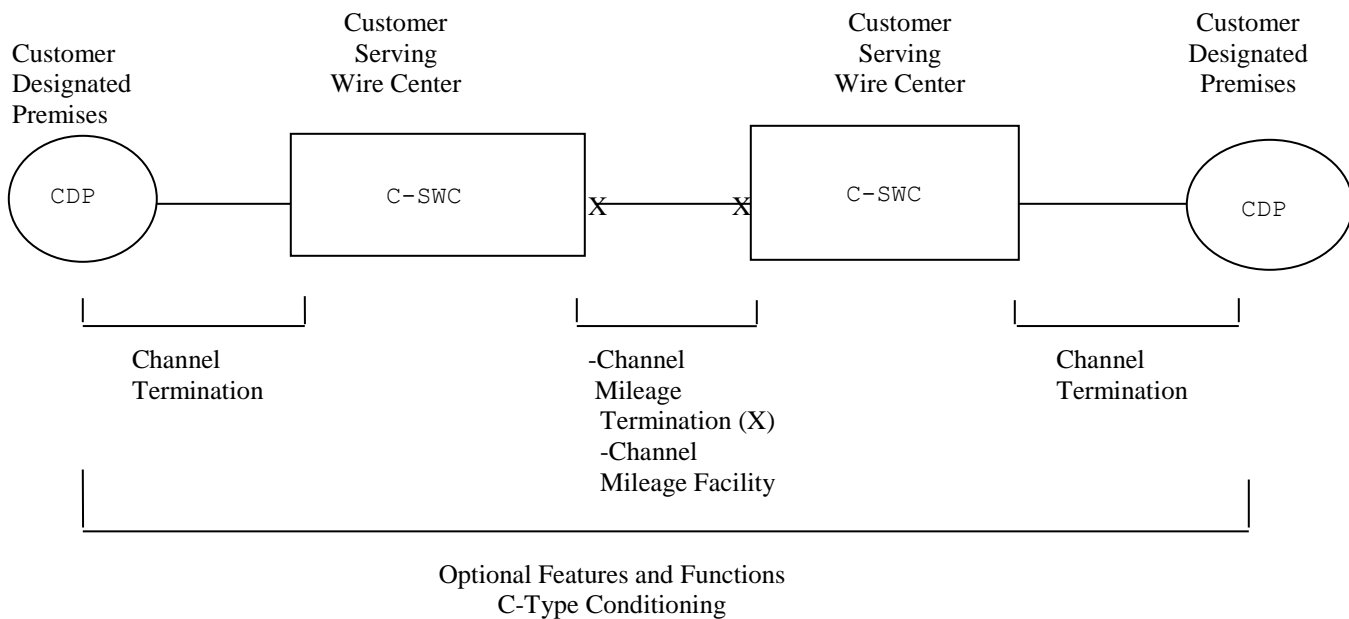 Customer
Designated
Premises
Customer
Serving
Wire Center
Customer
Serving
Wire Center
Customer
Designated
Premises
CDP
C-SWC
X
X
C-SWC
CDP
Channel
Termination
-Channel
Mileage
Termination (X)
-Channel
Mileage Facility
Channel
Termination
Optional Features and Functions
C-Type Conditioning